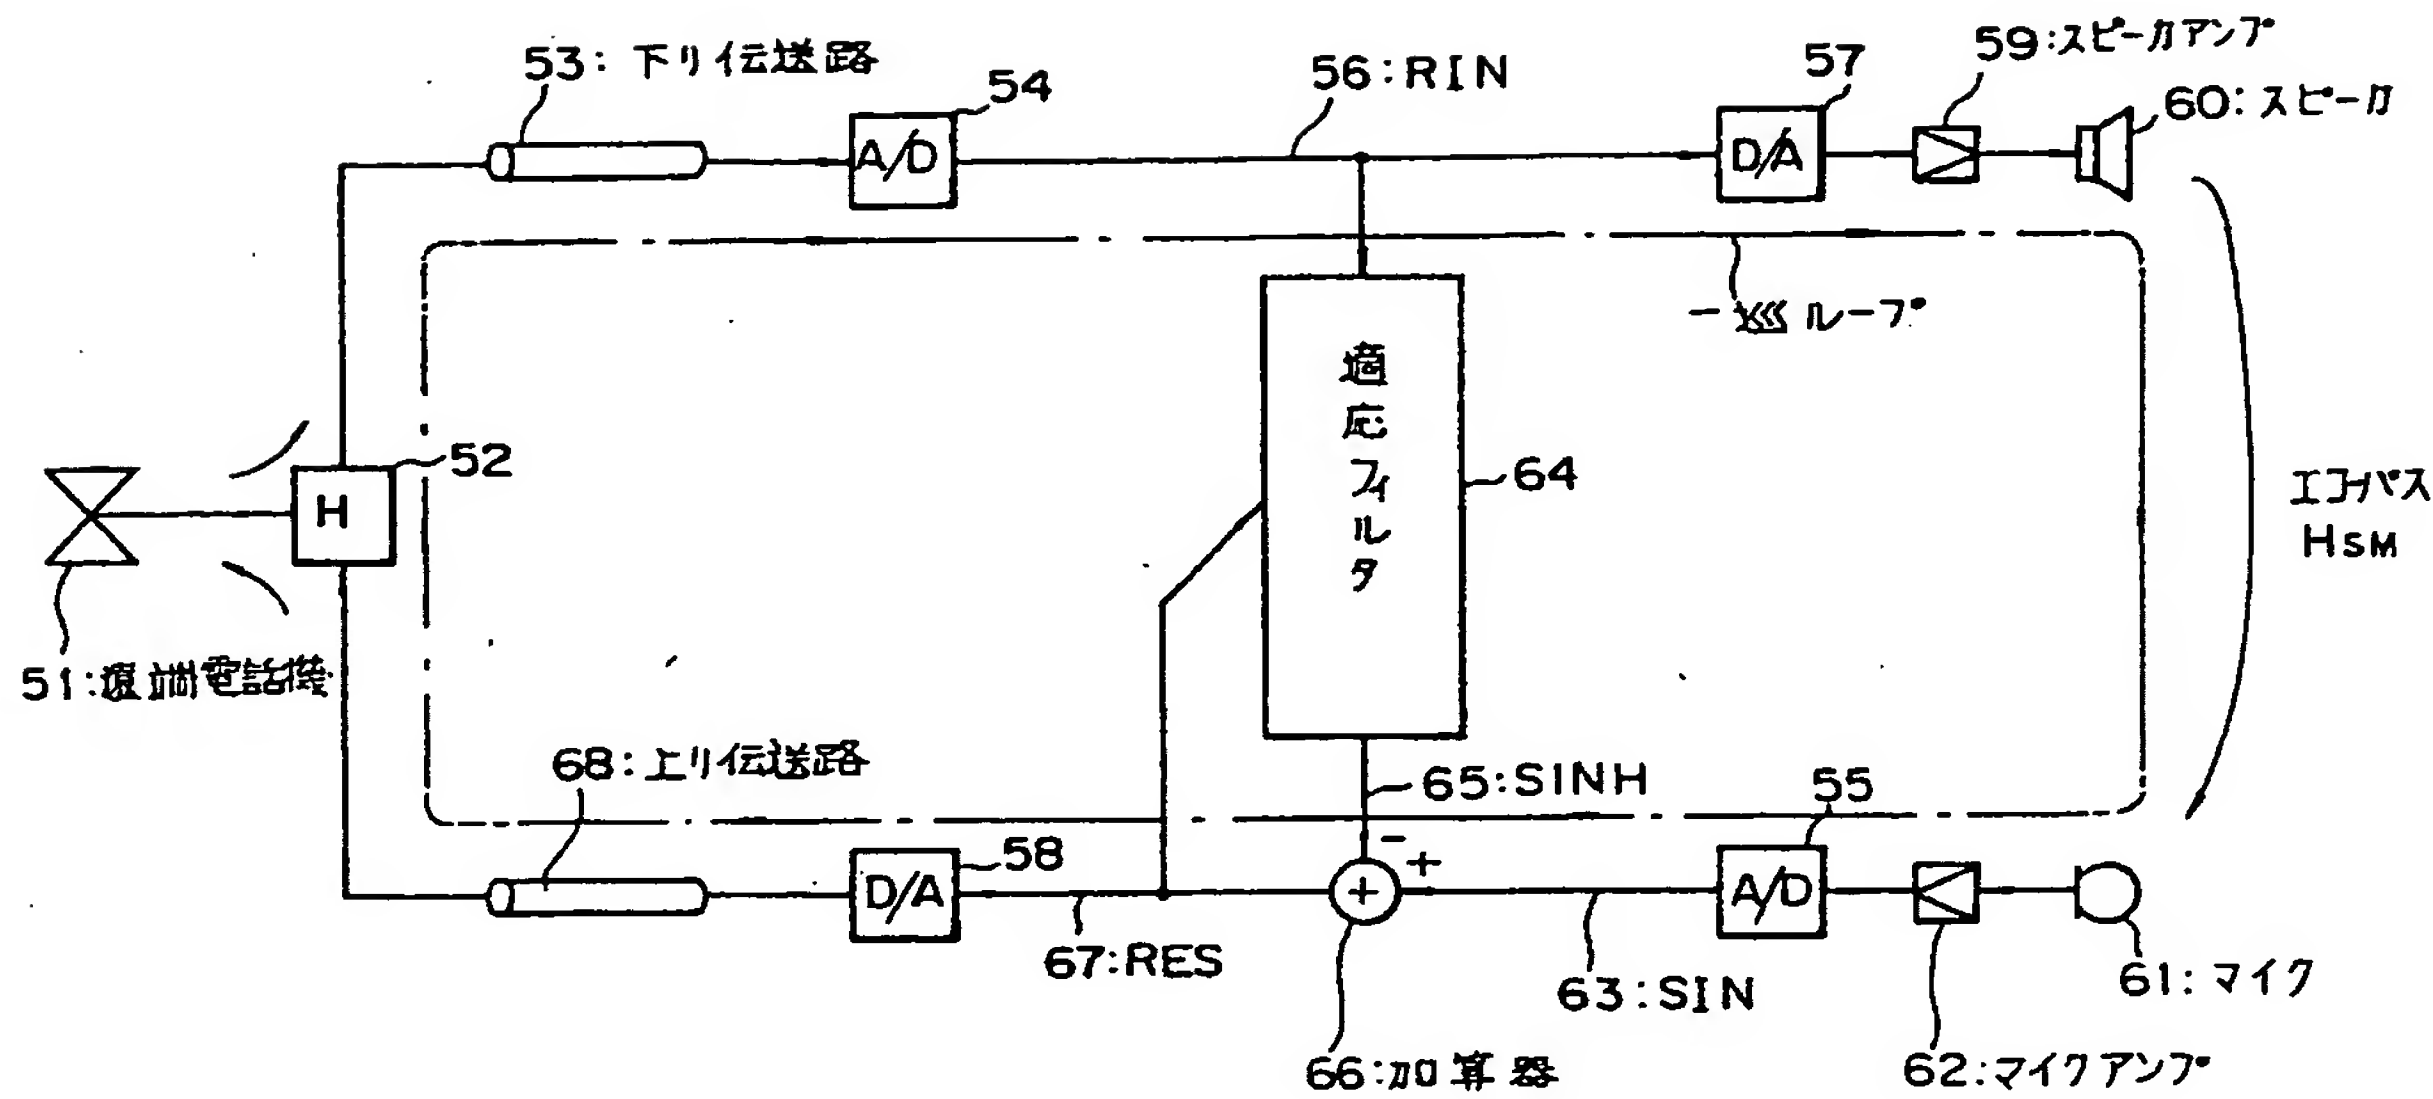 53:下り伝送路
54
56:RIN
57
59:スピーカアンプ
60:スピーカ
A/D
D/A
一巡ループ
適応フィルタ
52
H
64
エコーパス
HSM
51:遠端電話機
68:上り伝送路
65:SINH
55
-
+
58
D/A
+
A/D
67:RES
63:SIN
61:マイク
66:加算器
62:マイクアンプ